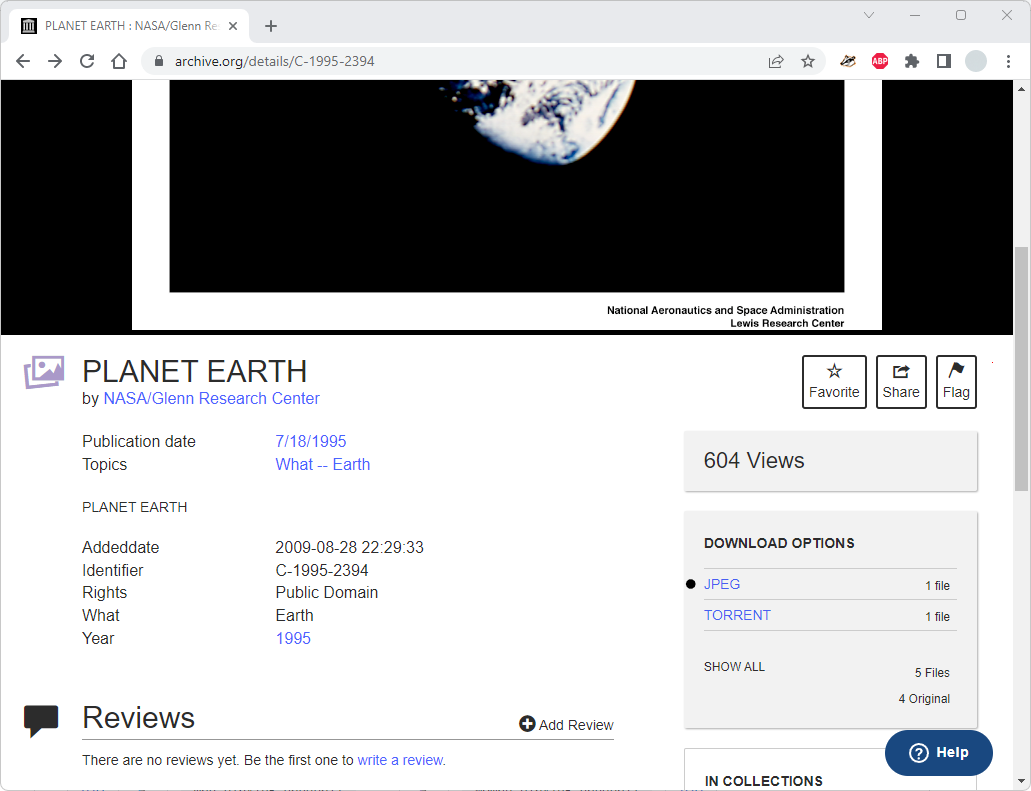 PLANET EARTH : NASA/Glenn Re
archive.org/details/C-1995-2394
ABP
National Aeronautics and Space Administration
Lewis Research Center
PLANET EARTH
by NASA/Glenn Research Center
Favorite
Share
Flag
Publication date 7/18/1995
Topics What -- Earth
PLANET EARTH
Addeddate 2009-08-28 22:29:33
Identifier C-1995-2394
Rights Public Domain
What Earth
Year 1995
604 Views
DOWNLOAD OPTIONS
JPEG 1 file
TORRENT 1 file
SHOW ALL 5 Files
4 Original
Reviews
Add Review
There are no reviews yet. Be the first one to write a review.
? Help
IN COLLECTIONS